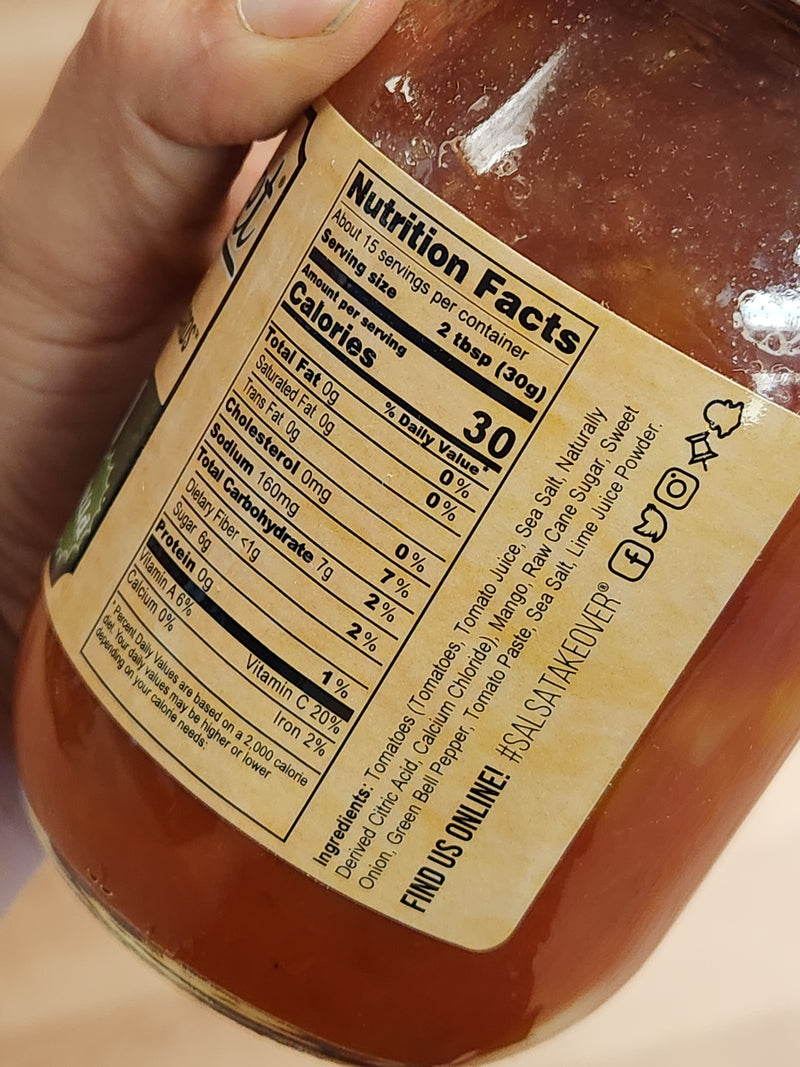 Nutrition Facts
About 15 servings per container
Serving size 2 tbsp (30g)
Amount per serving
Calories 30
% Daily Value*
Total Fat 0g 0%
Saturated Fat 0g 0%
Trans Fat 0g
Cholesterol 0mg 0%
Sodium 160mg 7%
Total Carbohydrate 7g 2%
Dietary Fiber <1g 2%
Sugar 6g
Protein 0g 1%
Vitamin A 6% Vitamin C 20%
Calcium 0% Iron 2%
*Percent Daily Values are based on a 2,000 calorie
diet. Your daily values may be higher or lower
depending on your calorie needs:
Ingredients: Tomatoes (Tomatoes, Tomato Juice, Sea Salt, Naturally
Derived Citric Acid, Calcium Chloride), Mango, Raw Cane Sugar, Sweet
Onion, Green Bell Pepper, Tomato Paste, Sea Salt, Lime Juice Powder.
FIND US ONLINE! #SALSATAKEOVER®